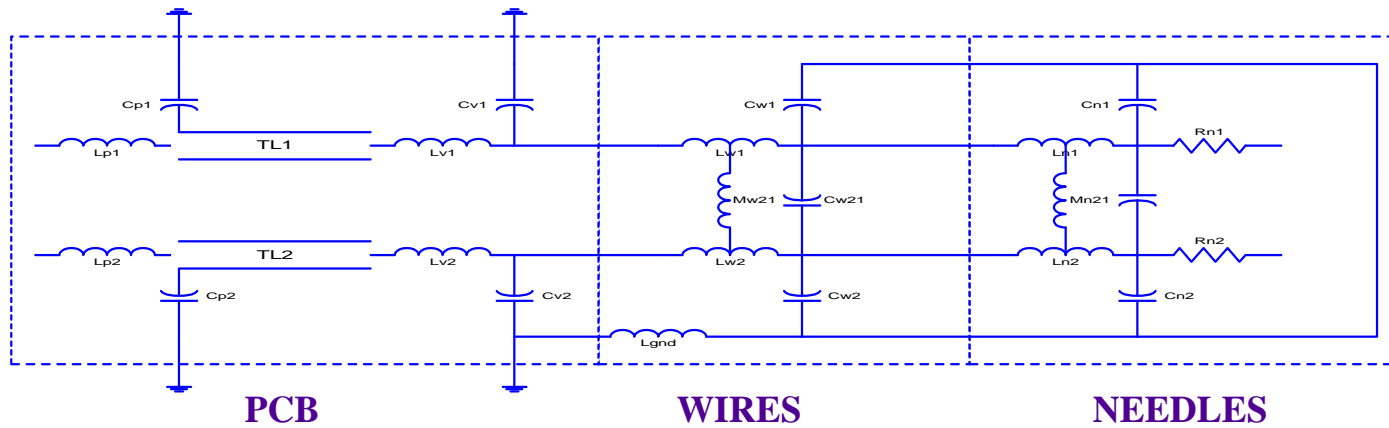 Cp1 Cv1 Cw1 Cn1
Rn1
TL1
Lp1 Lv1 Lw1 Ln1
Mw21 Cw21 Mn21
Rn2
TL2
Lp2 Lv2 Lw2 Ln2
Cp2 Cv2 Cw2 Cn2
Lgnd
PCB WIRES NEEDLES